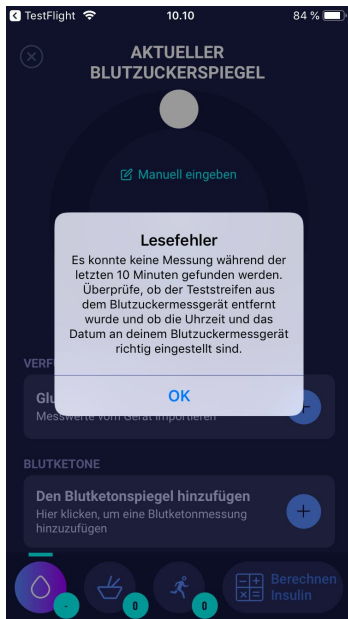 TestFlight
10.10
84 %
AKTUELLER
BLUTZUCKERSPIEGEL
Manuell eingeben
Lesefehler
Es konnte keine Messung während der
letzten 10 Minuten gefunden werden.
Überprüfe, ob der Teststreifen aus
dem Blutzuckermessgerät entfernt
wurde und ob die Uhrzeit und das
Datum an deinem Blutzuckermessgerät
richtig eingestellt sind.
OK
Messwerte vom Gerät importieren
BLUTKETONE
Den Blutketonspiegel hinzufügen
Hier klicken, um eine Blutketonmessung
hinzuzufügen
-
0
0
Berechnen
Insulin